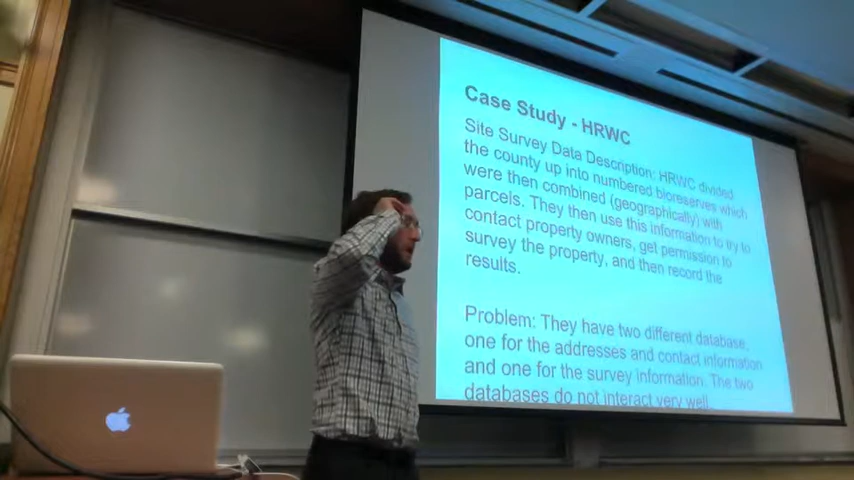 Case Study - HRWC
Site Survey Data Description: HRWC divided
the county up into numbered bioreserves which
were then combined (geographically) with
parcels. They then use this information to try to
contact property owners, get permission to
survey the property, and then record the
results.
Problem: They have two different database,
one for the addresses and contact information
and one for the survey information. The two
databases do not interact very well.